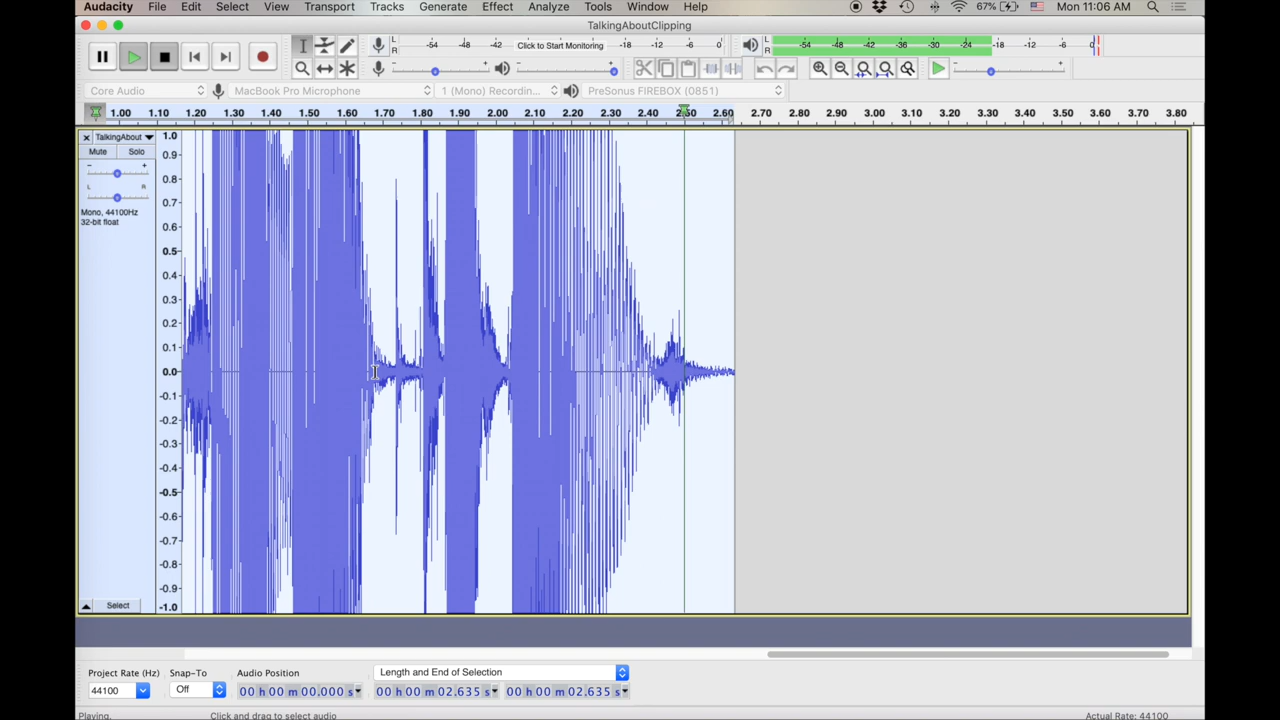 Audacity File Edit Select View Transport Tracks Generate Effect Analyze Tools Window Help 67% Mon 11:06 AM
TalkingAboutClipping
L R -54 -48 -42 Click to Start Monitoring -18 -12 -6 0 L R -54 -48 -42 -36 -30 -24 -18 -12 -6 0
Core Audio MacBook Pro Microphone 1 (Mono) Recordin... PreSonus FIREBOX (0851)
1.00 1.10 1.20 1.30 1.40 1.50 1.60 1.70 1.80 1.90 2.00 2.10 2.20 2.30 2.40 2.50 2.60 2.70 2.80 2.90 3.00 3.10 3.20 3.30 3.40 3.50 3.60 3.70 3.80
TalkingAbout 1.0
Mute Solo 0.9
- + 0.8
L R 0.7
Mono, 44100Hz
32-bit float
0.6
0.5
0.4
0.3
0.2
0.1
0.0
-0.1
-0.2
-0.3
-0.4
-0.5
-0.6
-0.7
-0.8
-0.9
Select -1.0
Project Rate (Hz) Snap-To Audio Position Length and End of Selection
44100 Off 00 h 00 m 00.000 s 00 h 00 m 02.635 s 00 h 00 m 02.635 s
Playing. Click and drag to select audio Actual Rate: 44100